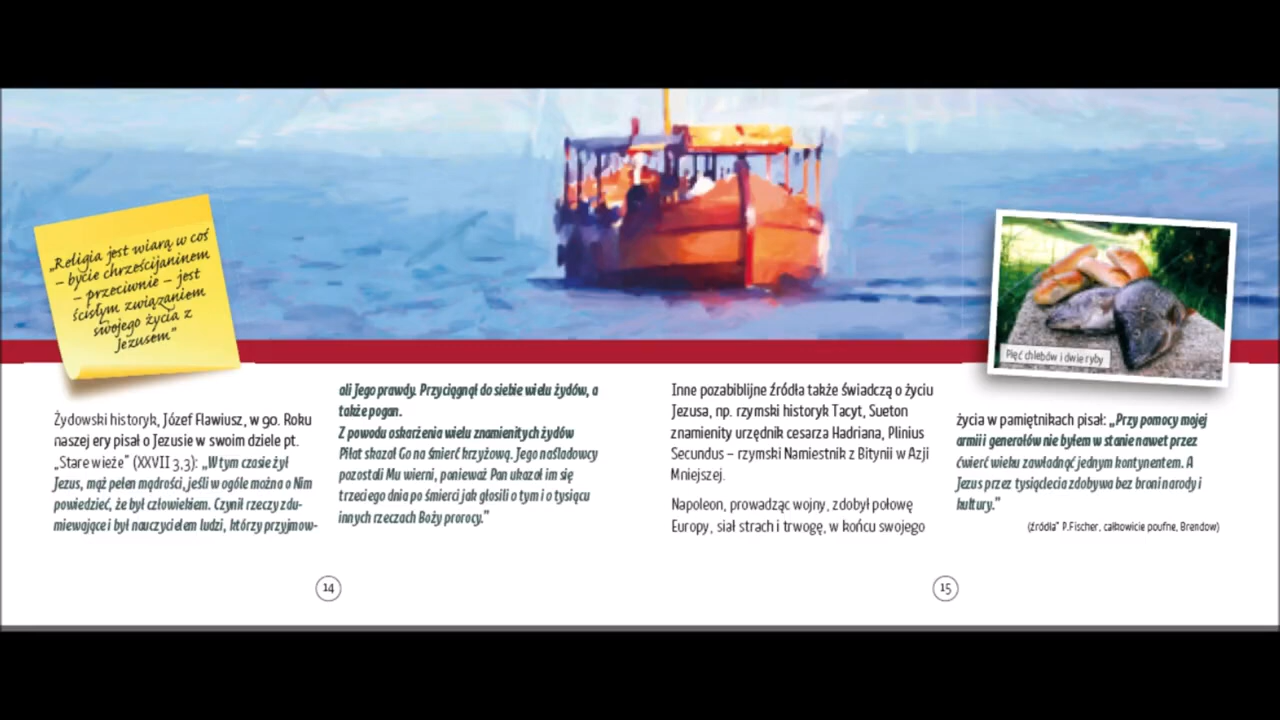 „Religia jest wiarą w coś
– bycie chrześcijaninem
– przeciwnie – jest
ścisłym związaniem
swojego życia z
Jezusem”
Żydowski historyk, Józef Flawiusz, w 90. Roku
naszej ery pisał o Jezusie w swoim dziele pt.
„Stare wieże” (XXVII 3,3): „W tym czasie żył
Jezus, mąż pełen mądrości, jeśli w ogóle można o Nim
powiedzieć, że był człowiekiem. Czynił rzeczy zdu-
miewające i był nauczycielem ludzi, którzy przyjmow-
ali Jego prawdy. Przyciągnął do siebie wielu żydów, a
także pogan.
Z powodu oskarżenia wielu znamienitych żydów
Piłat skazał Go na śmierć krzyżową. Jego naśladowcy
pozostali Mu wierni, ponieważ Pan ukazał im się
trzeciego dnia po śmierci jak głosili o tym i o tysiącu
innych rzeczach Boży prorocy.”
14
Inne pozabiblijne źródła także świadczą o życiu
Jezusa, np. rzymski historyk Tacyt, Sueton
znamienity urzędnik cesarza Hadriana, Plinius
Secundus – rzymski Namiestnik z Bitynii w Azji
Mniejszej.
Napoleon, prowadząc wojny, zdobył połowę
Europy, siał strach i trwogę, w końcu swojego
Pięć chlebów i dwie ryby
życia w pamiętnikach pisał: „Przy pomocy mojej
armii i generałów nie byłem w stanie nawet przez
ćwierć wieku zawładnąć jednym kontynentem. A
Jezus przez tysiąclecia zdobywa bez broni narody i
kultury.”
(źródła” P.Fischer, całkowicie poufne, Brendow)
15